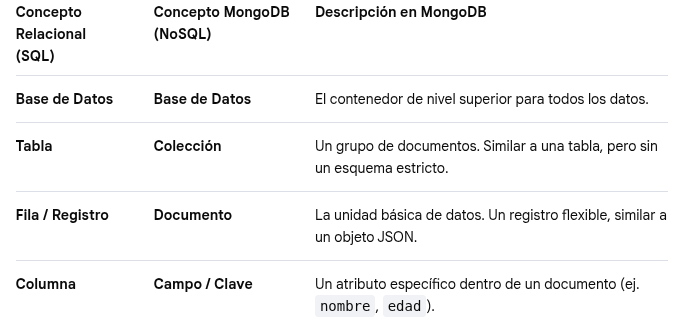 Concepto Relacional (SQL) Concepto MongoDB (NoSQL) Descripción en MongoDB
Base de Datos Base de Datos El contenedor de nivel superior para todos los datos.
Tabla Colección Un grupo de documentos. Similar a una tabla, pero sin
un esquema estricto.
Fila / Registro Documento La unidad básica de datos. Un registro flexible, similar a
un objeto JSON.
Columna Campo / Clave Un atributo específico dentro de un documento (ej.
nombre , edad ).